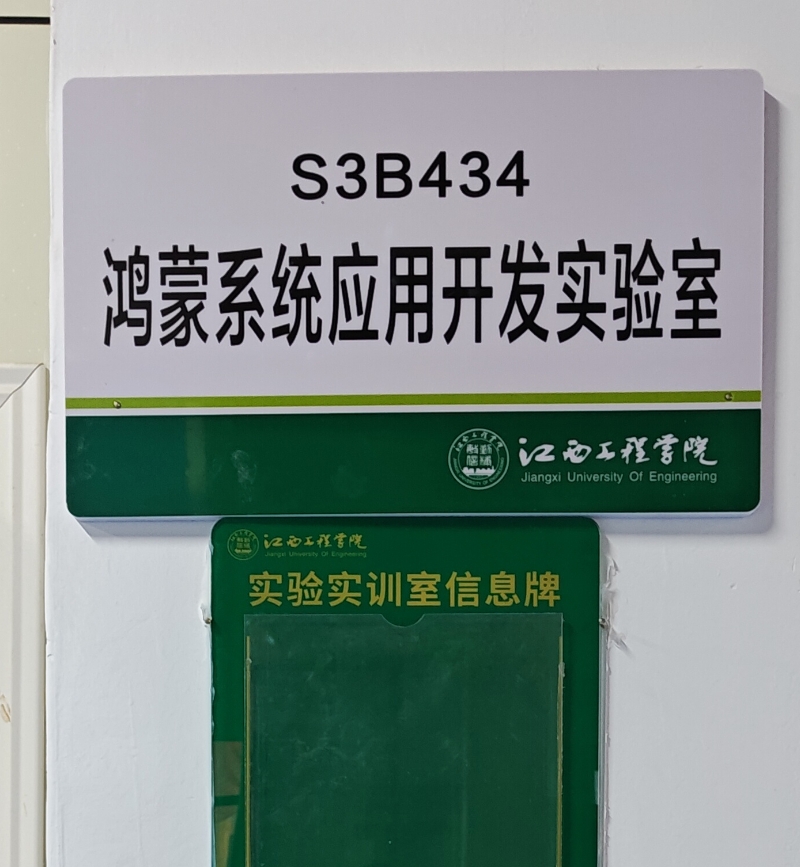 S3B434
鸿蒙系统应用开发实验室
江西工程学院
Jiangxi University Of Engineering
江西工程学院
Jiangxi University Of Engineering
实验实训室信息牌